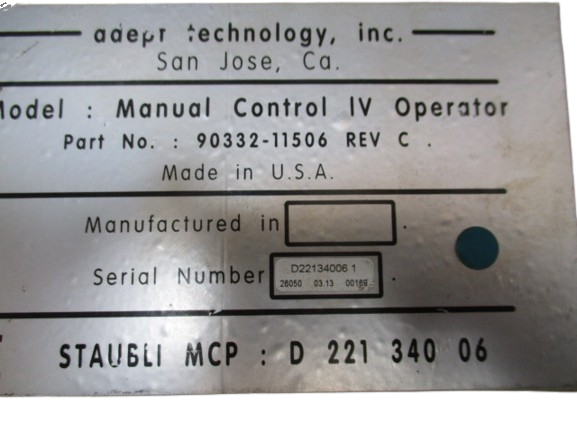 adept technology, inc.
San Jose, Ca.
Model : Manual Control IV Operator
Part No. : 90332-11506 REV C .
Made in U.S.A.
Manufactured in .
Serial Number D22134006 1 .
26050 03.13 00169
STAUBLI MCP : D 221 340 06